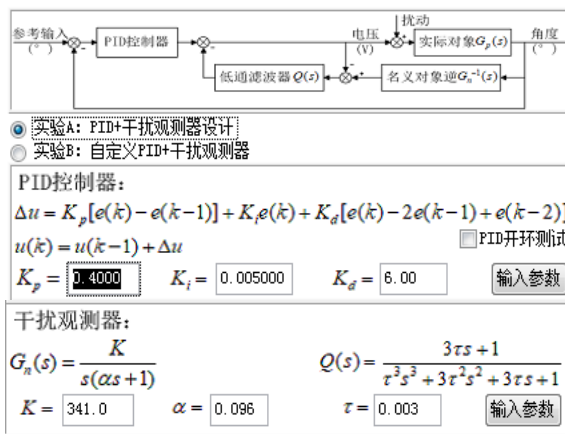 扰动
参考输入 (°) - PID控制器 - 电压 (V) 实际对象G_p(s) 角度 (°)
低通滤波器Q(s) - + 名义对象逆G_n^{-1}(s)
实验A: PID+干扰观测器设计
实验B: 自定义PID+干扰观测器
PID控制器:
Δu = K_p[e(k)-e(k-1)]+K_i e(k)+K_d[e(k)-2e(k-1)+e(k-2)]
u(k)=u(k-1)+Δu PID开环测试
K_p = 0.4000 K_i = 0.005000 K_d = 6.00 输入参数
干扰观测器:
G_n(s) = K / s(αs+1) Q(s) = 3τs+1 / τ^3s^3+3τ^2s^2+3τs+1
K = 341.0 α = 0.096 τ = 0.003 输入参数